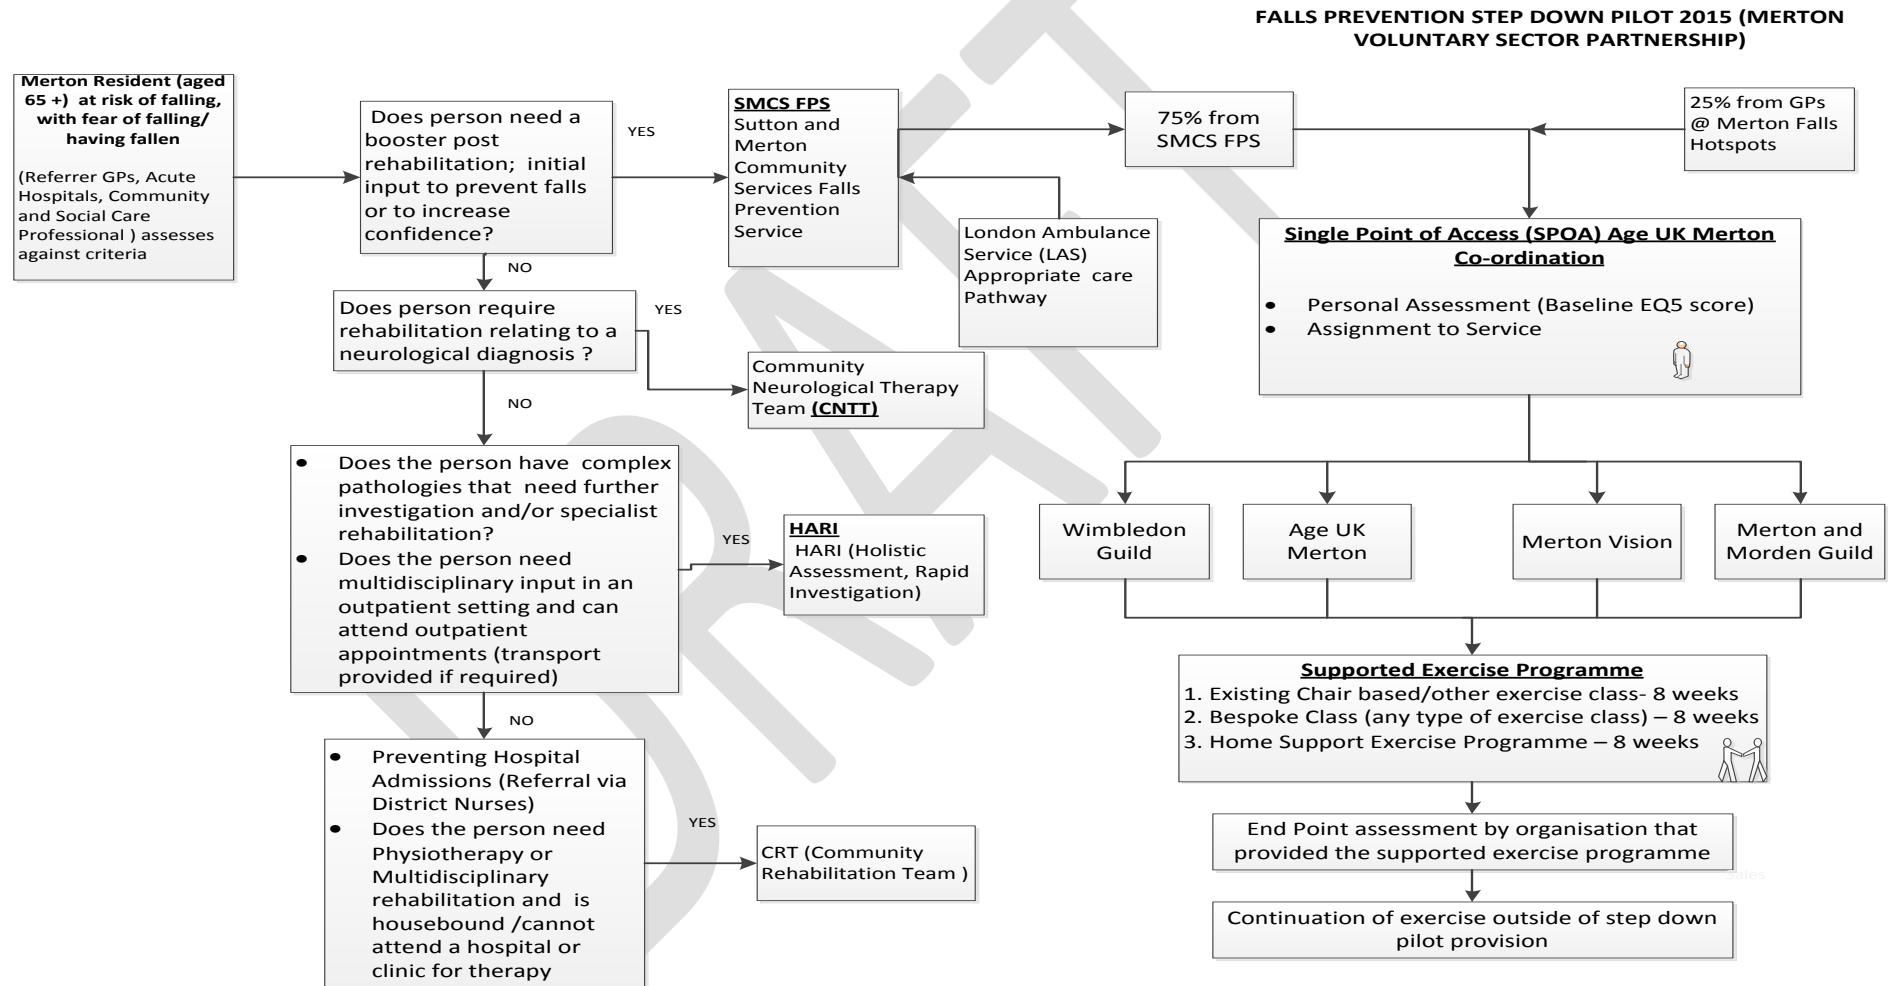 FALLS PREVENTION STEP DOWN PILOT 2015 (MERTON
VOLUNTARY SECTOR PARTNERSHIP)
Merton Resident (aged
65 +) at risk of falling,
with fear of falling/
having fallen
(Referrer GPs, Acute
Hospitals, Community
and Social Care
Professional ) assesses
against criteria
Does person need a
booster post
rehabilitation; initial
input to prevent falls
or to increase
confidence?
YES
SMCS FPS
Sutton and
Merton
Community
Services Falls
Prevention
Service
75% from
SMCS FPS
25% from GPs
@ Merton Falls
Hotspots
London Ambulance
Service (LAS)
Appropriate care
Pathway
NO
Does person require
rehabilitation relating to a
neurological diagnosis ?
YES
Community
Neurological Therapy
Team (CNTT)
NO
• Does the person have complex
pathologies that need further
investigation and/or specialist
rehabilitation?
• Does the person need
multidisciplinary input in an
outpatient setting and can
attend outpatient
appointments (transport
provided if required)
YES
HARI
HARI (Holistic
Assessment, Rapid
Investigation)
NO
• Preventing Hospital
Admissions (Referral via
District Nurses)
• Does the person need
Physiotherapy or
Multidisciplinary
rehabilitation and is
housebound /cannot
attend a hospital or
clinic for therapy
YES
CRT (Community
Rehabilitation Team )
Single Point of Access (SPOA) Age UK Merton
Co-ordination
• Personal Assessment (Baseline EQ5 score)
• Assignment to Service
Wimbledon
Guild
Age UK
Merton
Merton Vision
Merton and
Morden Guild
Supported Exercise Programme
1. Existing Chair based/other exercise class- 8 weeks
2. Bespoke Class (any type of exercise class) – 8 weeks
3. Home Support Exercise Programme – 8 weeks
End Point assessment by organisation that
provided the supported exercise programme
Sales
Continuation of exercise outside of step down
pilot provision
DRAFT